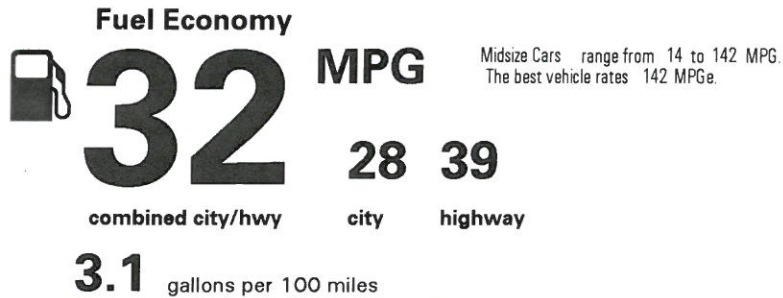 Fuel Economy
32 MPG
Midsize Cars range from 14 to 142 MPG.
The best vehicle rates 142 MPGe.
28 39
combined city/hwy city highway
3.1 gallons per 100 miles